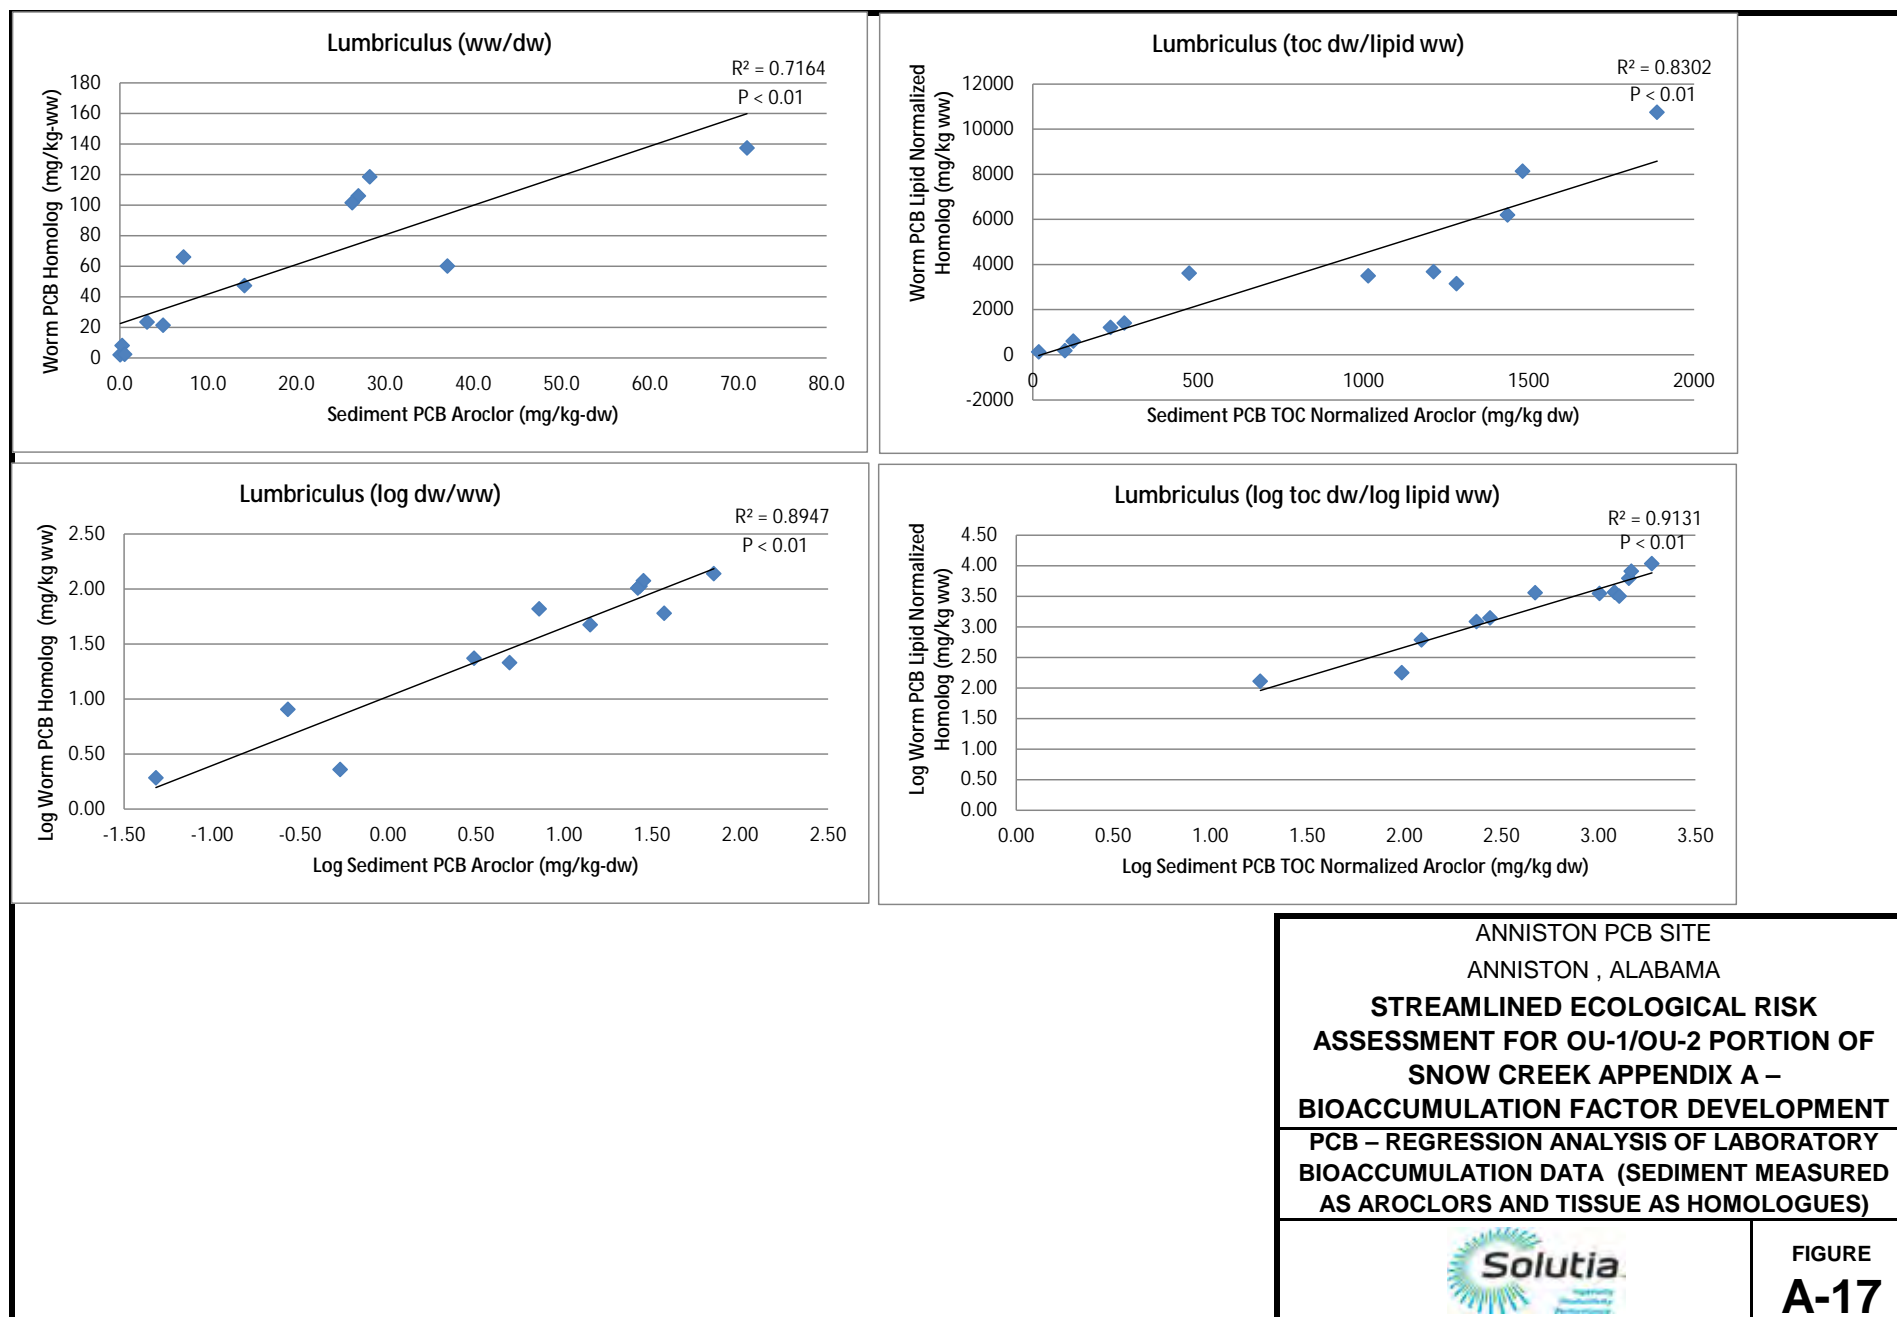 Lumbriculus (ww/dw)
R² = 0.7164
P < 0.01
Worm PCB Homolog (mg/kg-ww)
180
160
140
120
100
80
60
40
20
0
0.0 10.0 20.0 30.0 40.0 50.0 60.0 70.0 80.0
Sediment PCB Aroclor (mg/kg-dw)
Lumbriculus (toc dw/lipid ww)
R² = 0.8302
P < 0.01
Worm PCB Lipid Normalized
Homolog (mg/kg ww)
12000
10000
8000
6000
4000
2000
0
-2000
0 500 1000 1500 2000
Sediment PCB TOC Normalized Aroclor (mg/kg dw)
Lumbriculus (log dw/ww)
R² = 0.8947
P < 0.01
Log Worm PCB Homolog (mg/kg ww)
2.50
2.00
1.50
1.00
0.50
0.00
-1.50 -1.00 -0.50 0.00 0.50 1.00 1.50 2.00 2.50
Log Sediment PCB Aroclor (mg/kg-dw)
Lumbriculus (log toc dw/log lipid ww)
R² = 0.9131
P < 0.01
Log Worm PCB Lipid Normalized
Homolog (mg/kg ww)
4.50
4.00
3.50
3.00
2.50
2.00
1.50
1.00
0.50
0.00
0.00 0.50 1.00 1.50 2.00 2.50 3.00 3.50
Log Sediment PCB TOC Normalized Aroclor (mg/kg dw)
ANNISTON PCB SITE
ANNISTON , ALABAMA
STREAMLINED ECOLOGICAL RISK
ASSESSMENT FOR OU-1/OU-2 PORTION OF
SNOW CREEK APPENDIX A –
BIOACCUMULATION FACTOR DEVELOPMENT
PCB – REGRESSION ANALYSIS OF LABORATORY
BIOACCUMULATION DATA (SEDIMENT MEASURED
AS AROCLORS AND TISSUE AS HOMOLOGUES)
Solutia
FIGURE
A-17